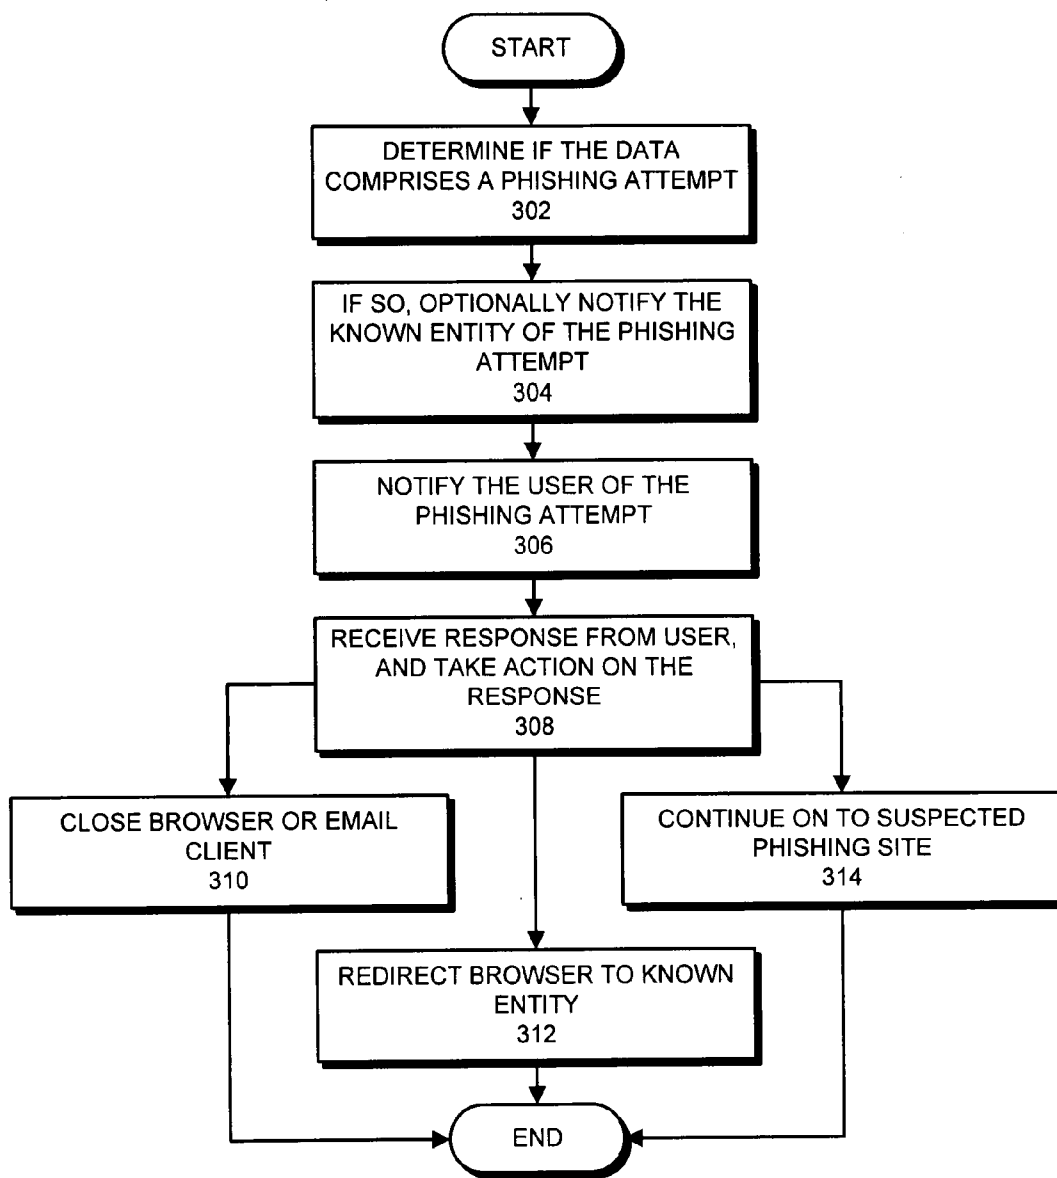 START
DETERMINE IF THE DATA
COMPRISES A PHISHING ATTEMPT
302
IF SO, OPTIONALLY NOTIFY THE
KNOWN ENTITY OF THE PHISHING
ATTEMPT
304
NOTIFY THE USER OF THE
PHISHING ATTEMPT
306
RECEIVE RESPONSE FROM USER,
AND TAKE ACTION ON THE
RESPONSE
308
CLOSE BROWSER OR EMAIL
CLIENT
310
CONTINUE ON TO SUSPECTED
PHISHING SITE
314
REDIRECT BROWSER TO KNOWN
ENTITY
312
END